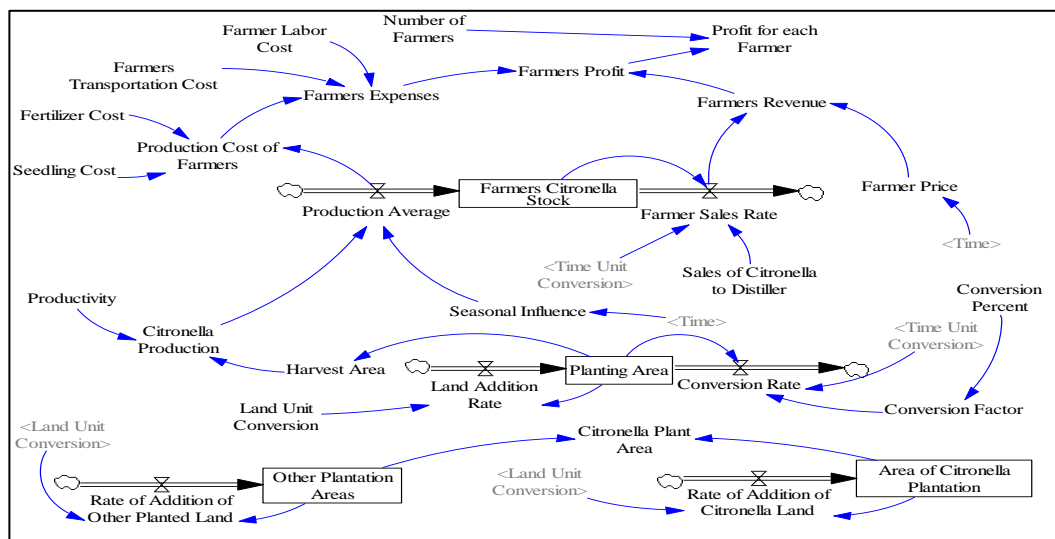 Number of
Farmers
Farmer Labor
Cost
Profit for each
Farmer
Farmers
Transportation Cost
Farmers Profit
Farmers Expenses
Farmers Revenue
Fertilizer Cost
Production Cost of
Farmers
Seedling Cost
Farmers Citronella
Stock
Farmer Price
Production Average
Farmer Sales Rate
<Time>
<Time Unit
Conversion>
Sales of Citronella
to Distiller
Productivity
Conversion
Percent
Seasonal Influence
<Time>
Citronella
Production
<Time Unit
Conversion>
Harvest Area
Planting Area
Land Addition
Rate
Conversion Rate
Land Unit
Conversion
Conversion Factor
<Land Unit
Conversion>
Citronella Plant
Area
Other Plantation
Areas
<Land Unit
Conversion>
Area of Citronella
Plantation
Rate of Addition of
Other Planted Land
Rate of Addition of
Citronella Land